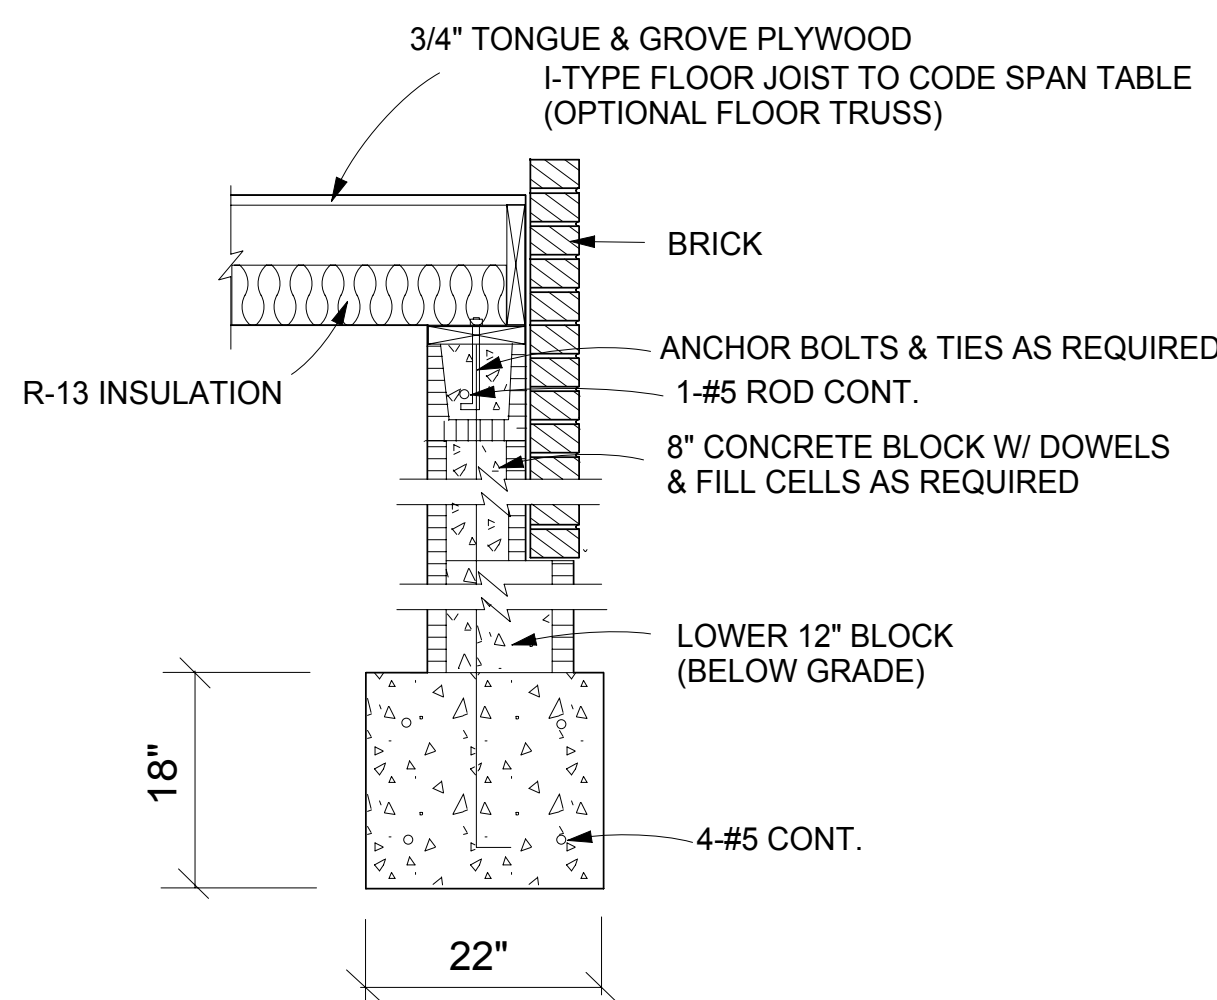 3/4" TONGUE & GROVE PLYWOOD
I-TYPE FLOOR JOIST TO CODE SPAN TABLE
(OPTIONAL FLOOR TRUSS)
BRICK
ANCHOR BOLTS & TIES AS REQUIRED
R-13 INSULATION
1-#5 ROD CONT.
8" CONCRETE BLOCK W/ DOWELS
& FILL CELLS AS REQUIRED
LOWER 12" BLOCK
(BELOW GRADE)
18"
4-#5 CONT.
22"